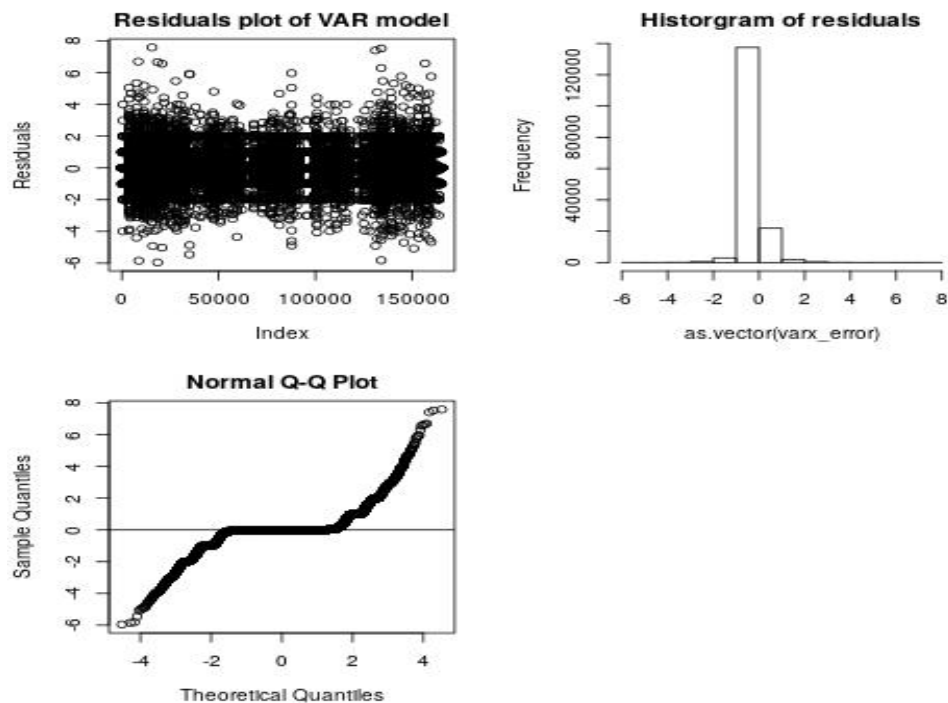 Residuals plot of VAR model
8
6
4
2
0
-2
-4
-6
Residuals
0 50000 100000 150000
Index
Historgram of residuals
120000
80000
40000
0
Frequency
-6 -4 -2 0 2 4 6 8
as.vector(varx_error)
Normal Q-Q Plot
8
6
4
2
0
-2
-4
-6
Sample Quantiles
-4 -2 0 2 4
Theoretical Quantiles